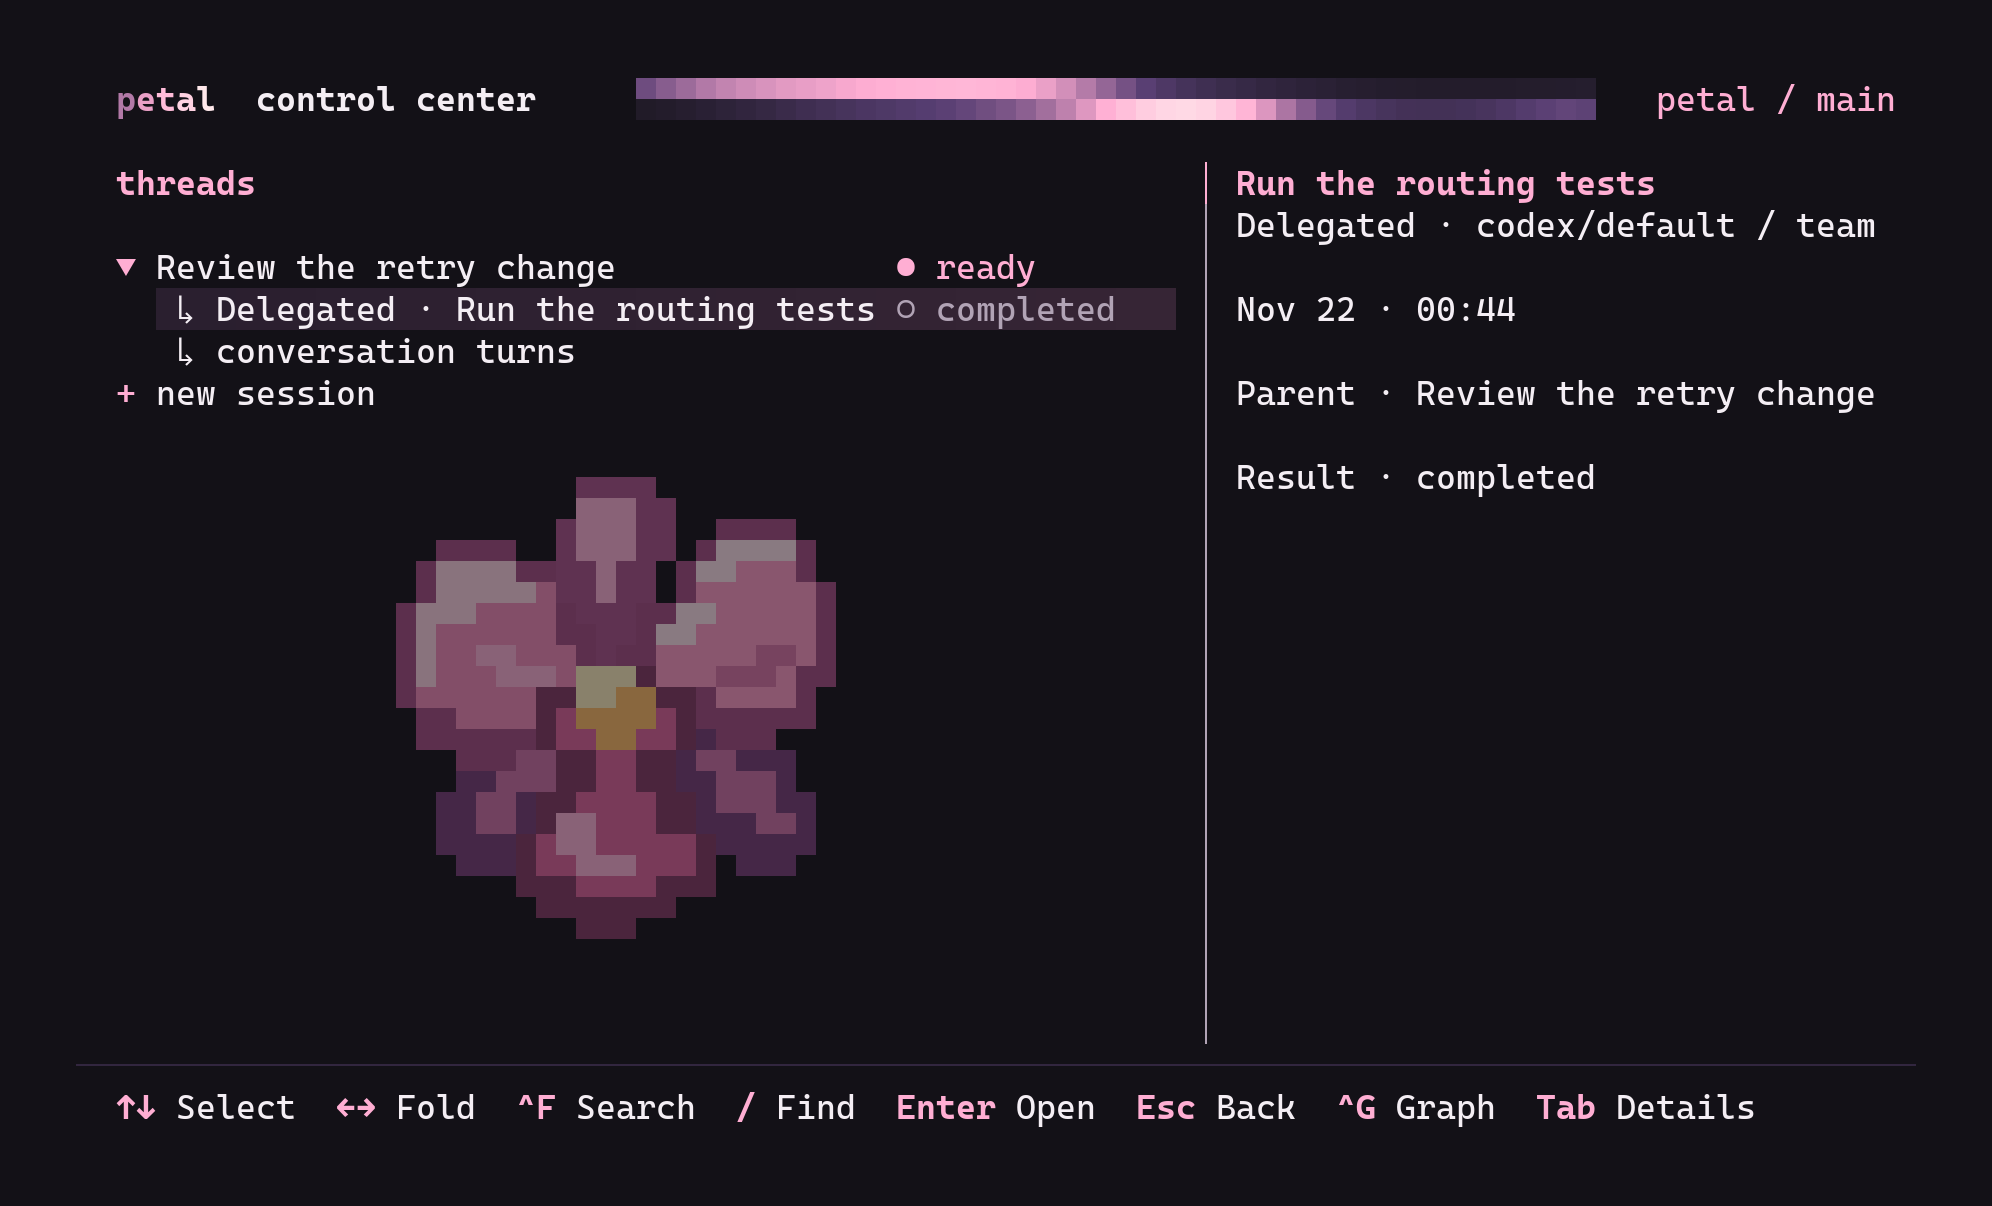 petal control center
petal / main
threads
▼ Review the retry change ● ready
↳ Delegated · Run the routing tests ○ completed
↳ conversation turns
+ new session
Run the routing tests
Delegated · codex/default / team
Nov 22 · 00:44
Parent · Review the retry change
Result · completed
↑↓ Select ←→ Fold ^F Search / Find Enter Open Esc Back ^G Graph Tab Details